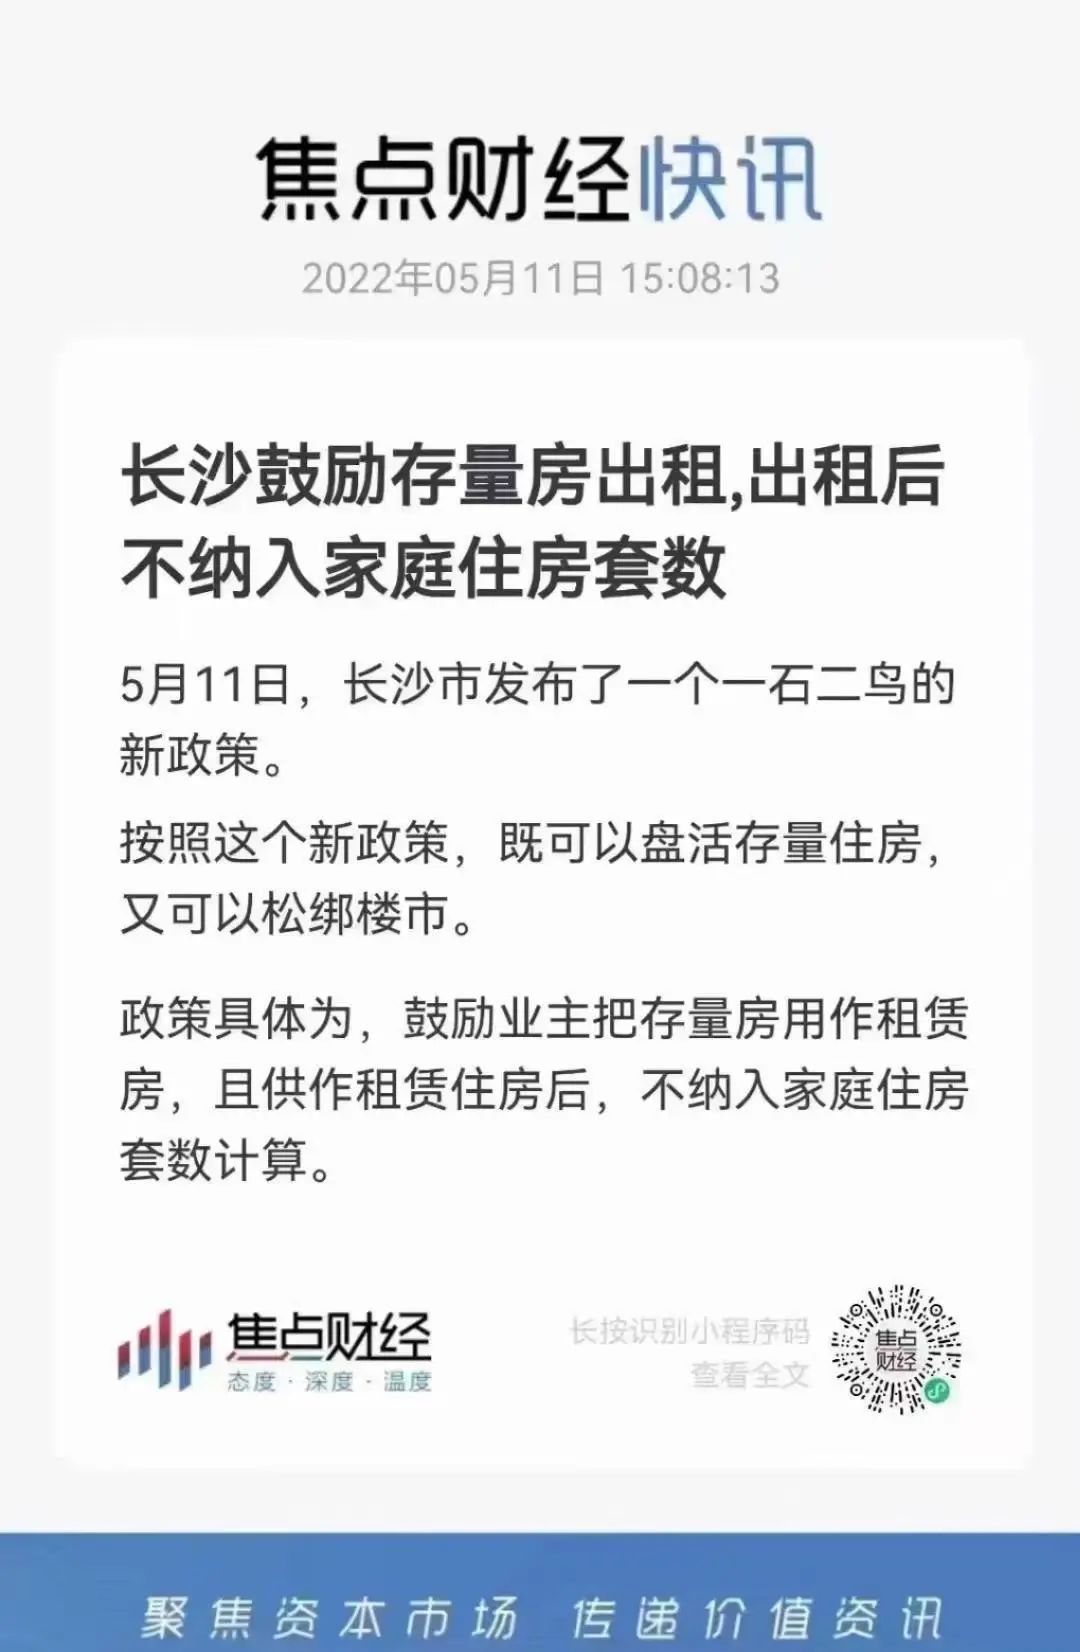 焦点财经快讯
2022年05月11日 15:08:13
长沙鼓励存量房出租,出租后
不纳入家庭住房套数
5月11日，长沙市发布了一个一石二鸟的
新政策。
按照这个新政策，既可以盘活存量住房，
又可以松绑楼市。
政策具体为，鼓励业主把存量房用作租赁
房，且供作租赁住房后，不纳入家庭住房
套数计算。
焦点财经
态度·深度·温度
长按识别小程序码
查看全文
焦点
财经
聚焦资本市场 传递价值资讯